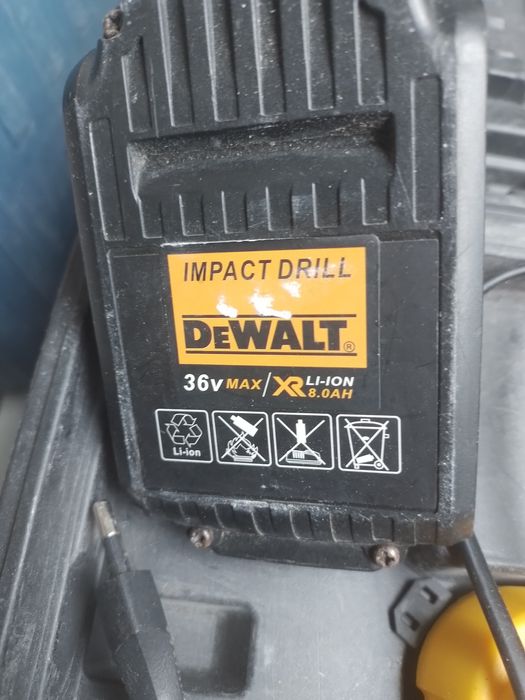 IMPACT DRILL
DEWALT®
36V MAX / XR LI-ION
8.0AH
Li-ion